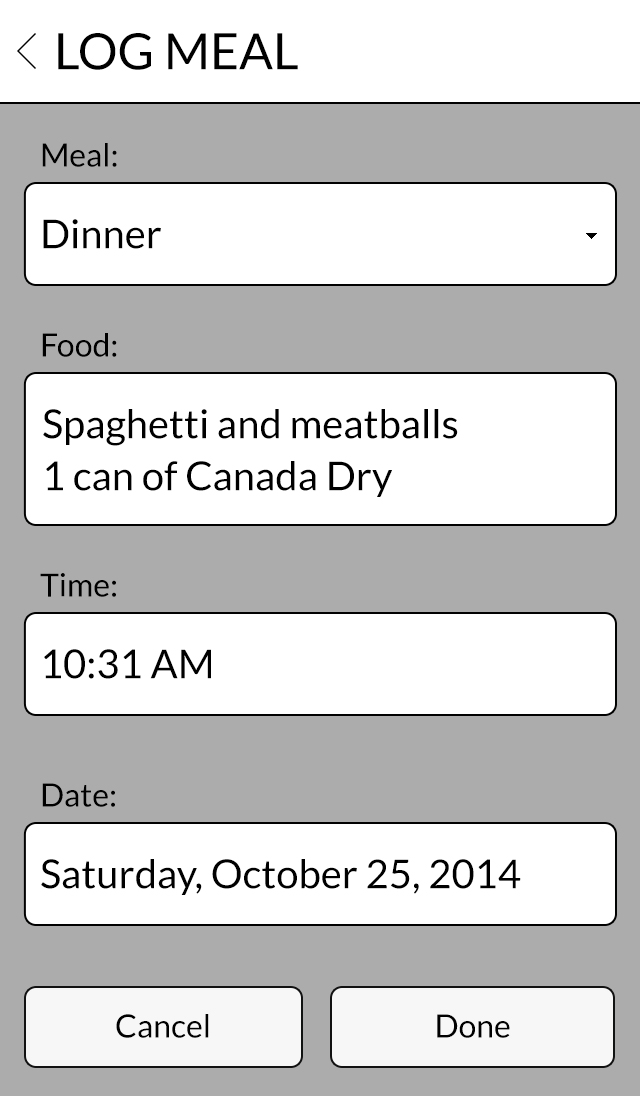 LOG MEAL
Meal:
Dinner
Food:
Spaghetti and meatballs
1 can of Canada Dry
Time:
10:31 AM
Date:
Saturday, October 25, 2014
Cancel
Done